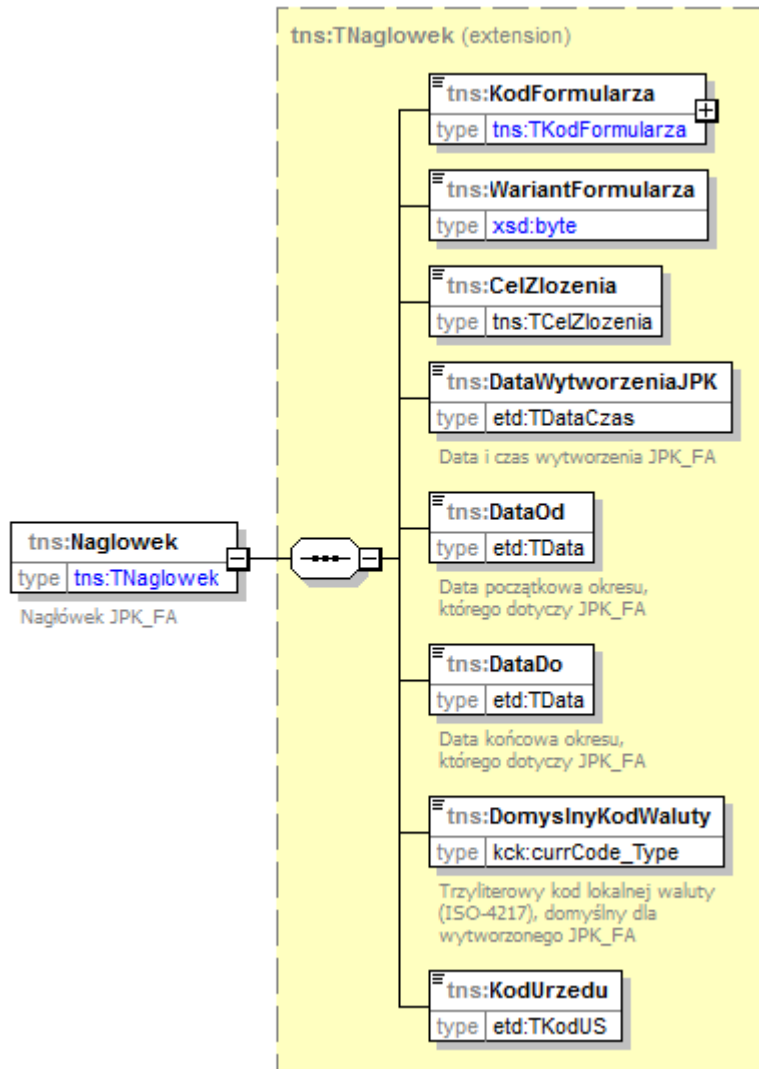 tns:TNaglowek (extension)
tns:KodFormularza
type tns:TKodFormularza
tns:WariantFormularza
type xsd:byte
tns:CelZlozenia
type tns:TCelZlozenia
tns:DataWytworzeniaJPK
type etd:TDataCzas
Data i czas wytworzenia JPK_FA
tns:DataOd
type etd:TData
Data początkowa okresu,
którego dotyczy JPK_FA
tns:Naglowek
type tns:TNaglowek
Nagłówek JPK_FA
tns:DataDo
type etd:TData
Data końcowa okresu,
którego dotyczy JPK_FA
tns:DomyslnyKodWaluty
type kck:currCode_Type
Trzyliterowy kod lokalnej waluty
(ISO-4217), domyślny dla
wytworzonego JPK_FA
tns:KodUrzedu
type etd:TKodUS